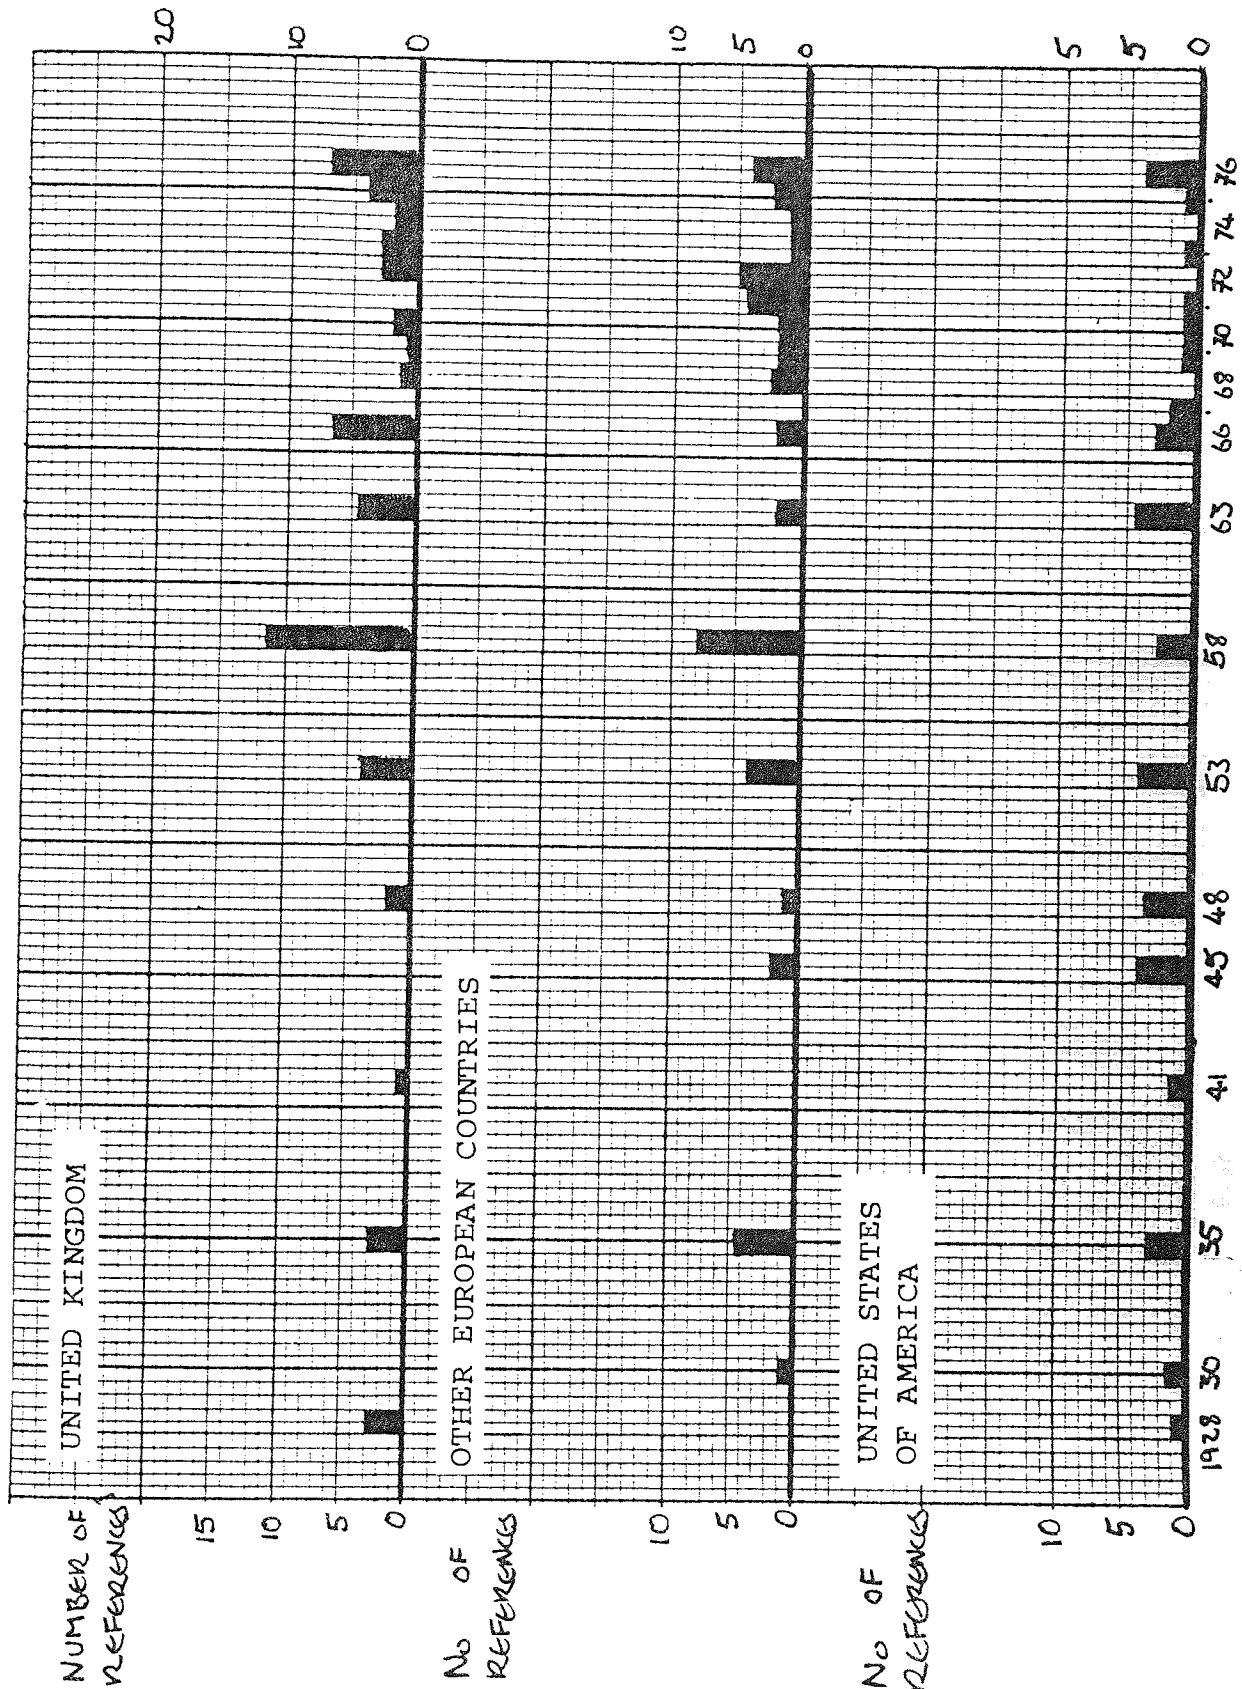 NUMBER OF
REFERENCES
UNITED KINGDOM
20
15
10
10
5
0
0
No OF
REFERENCES
OTHER EUROPEAN COUNTRIES
10
10
5
5
0
0
No OF
REFERENCES
UNITED STATES
OF AMERICA
10
5
5
5
0
0
1928 30 35 41 45 48 53 58 63 66 68 70 72 74 76